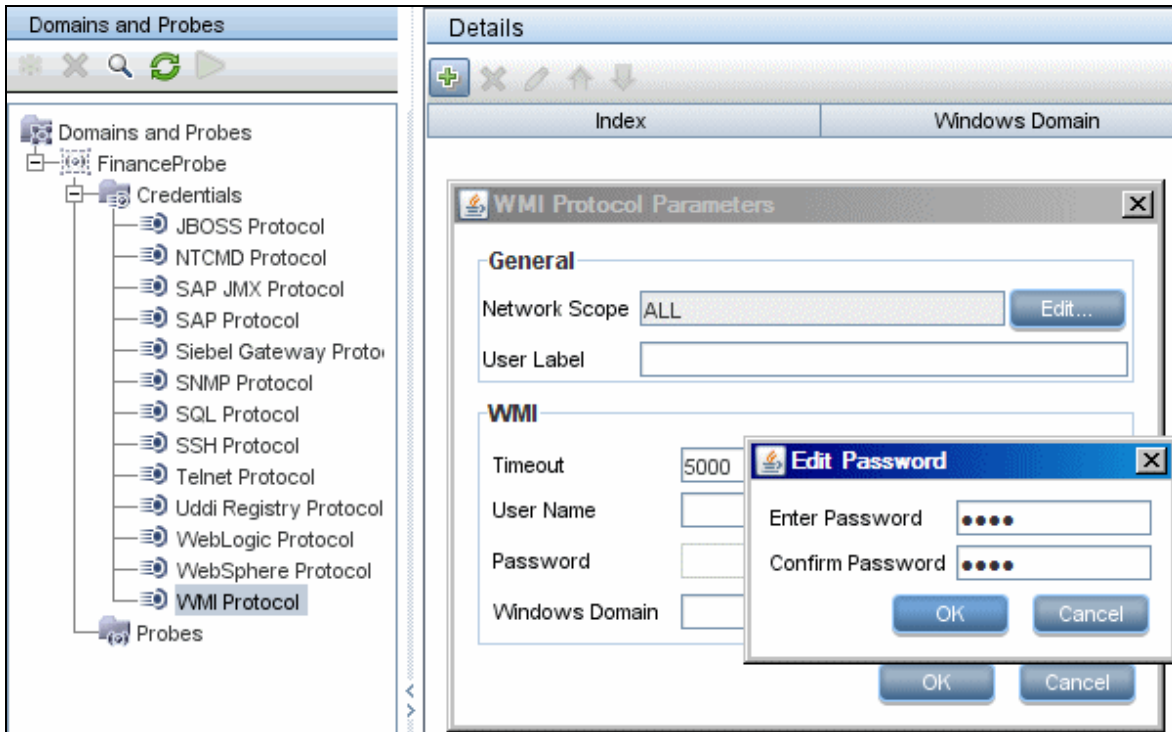 Domains and Probes
Domains and Probes
FinanceProbe
Credentials
JBOSS Protocol
NTCMD Protocol
SAP JMX Protocol
SAP Protocol
Siebel Gateway Proto
SNMP Protocol
SQL Protocol
SSH Protocol
Telnet Protocol
Uddi Registry Protocol
WebLogic Protocol
WebSphere Protocol
WMI Protocol
Probes
Details
Index Windows Domain
WMI Protocol Parameters
General
Network Scope ALL Edit...
User Label
WMI
Timeout 5000
User Name
Password
Windows Domain
OK Cancel
Edit Password
Enter Password ••••
Confirm Password ••••
OK Cancel